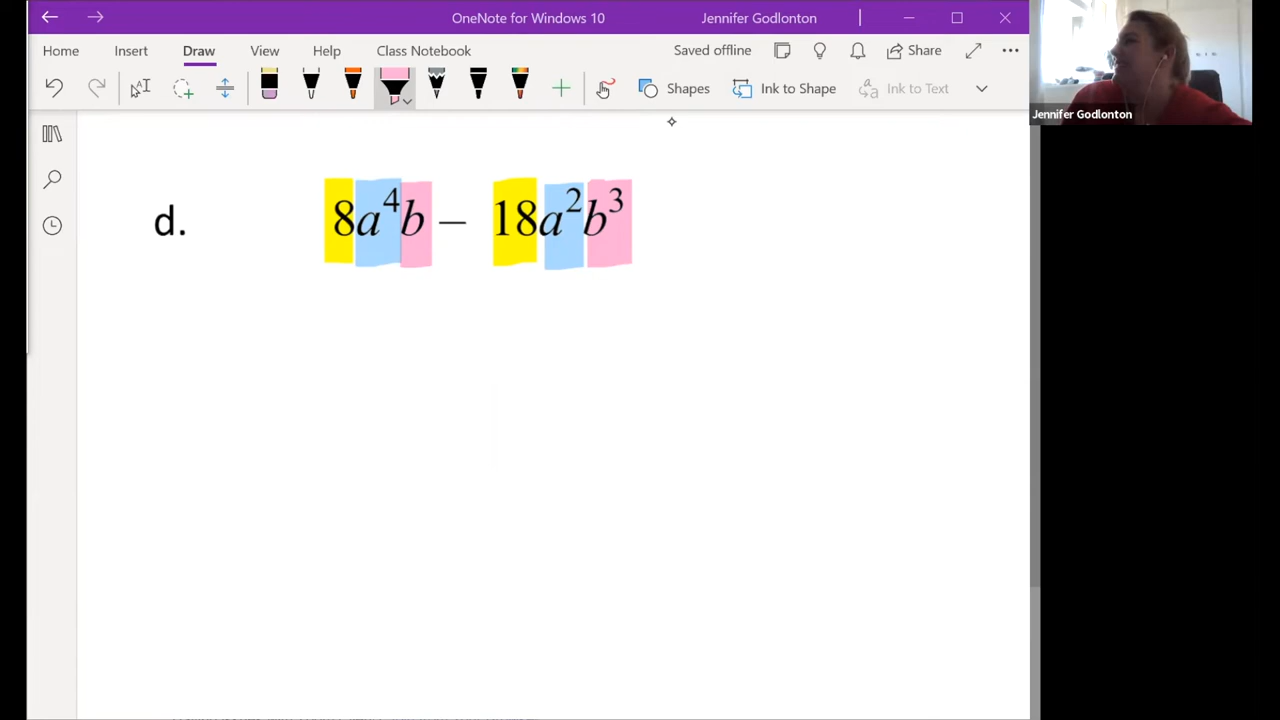 OneNote for Windows 10
Jennifer Godlonton
Home Insert Draw View Help Class Notebook
Saved offline
Share
Shapes
Ink to Shape
Ink to Text
Jennifer Godlonton
d. 8a⁴b – 18a²b³